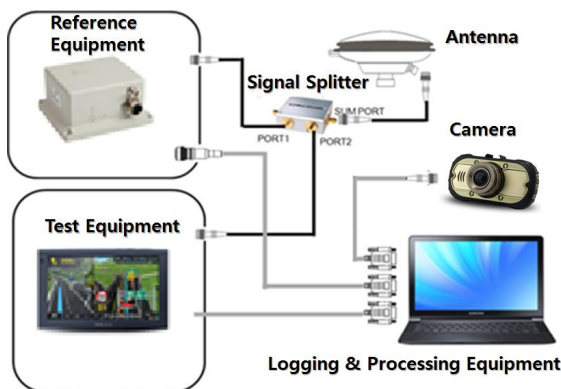 Reference
Equipment
Antenna
Signal Splitter
SUM PORT
PORT1
PORT2
Camera
Test Equipment
Logging & Processing Equipment